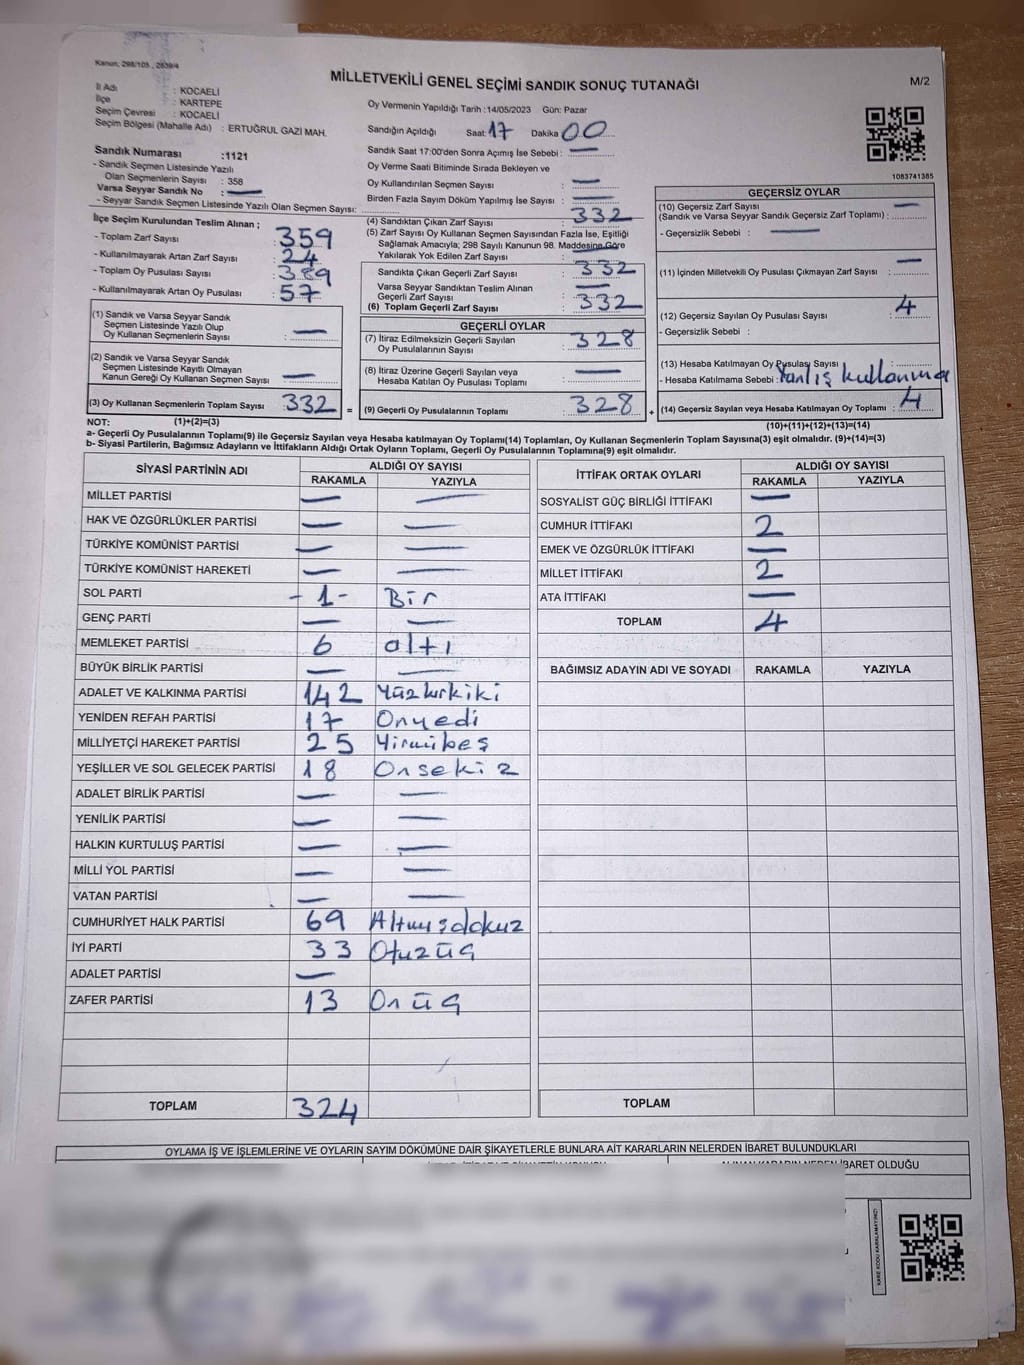 Kanun; 298/105 , 2839/4
MİLLETVEKİLİ GENEL SEÇİMİ SANDIK SONUÇ TUTANAĞI
M/2
İl Adı : KOCAELİ
İlçe : KARTEPE
Seçim Çevresi : KOCAELİ
Seçim Bölgesi (Mahalle Adı) : ERTUĞRUL GAZİ MAH.
Sandık Numarası :1121
- Sandık Seçmen Listesinde Yazılı
Olan Seçmenlerin Sayısı : 358
Varsa Seyyar Sandık No : —
- Seyyar Sandık Seçmen Listesinde Yazılı Olan Seçmen Sayısı:
Oy Vermenin Yapıldığı Tarih :14/05/2023 Gün: Pazar
Sandığın Açıldığı Saat: 17 Dakika 00
Sandık Saat 17:00'den Sonra Açımış İse Sebebi : —
Oy Verme Saati Bitiminde Sırada Bekleyen ve
Oy Kullandırılan Seçmen Sayısı : —
Birden Fazla Sayım Döküm Yapılmış İse Sayısı : —
1083741385
İlçe Seçim Kurulundan Teslim Alınan ;
- Toplam Zarf Sayısı : 359
- Kullanılmayarak Artan Zarf Sayısı : 24
- Toplam Oy Pusulası Sayısı : 389
- Kullanılmayarak Artan Oy Pusulası : 57
(1) Sandık ve Varsa Seyyar Sandık
Seçmen Listesinde Yazılı Olup
Oy Kullanan Seçmenlerin Sayısı : —
(2) Sandık ve Varsa Seyyar Sandık
Seçmen Listesinde Kayıtlı Olmayan
Kanun Gereği Oy Kullanan Seçmen Sayısı : —
(3) Oy Kullanan Seçmenlerin Toplam Sayısı 332 =
(4) Sandıktan Çıkan Zarf Sayısı : 332
(5) Zarf Sayısı Oy Kullanan Seçmen Sayısından Fazla İse, Eşitliği
Sağlamak Amacıyla; 298 Sayılı Kanunun 98. Maddesine Göre
Yakılarak Yok Edilen Zarf Sayısı : —
Sandıkta Çıkan Geçerli Zarf Sayısı : 332
Varsa Seyyar Sandıktan Teslim Alınan
Geçerli Zarf Sayısı : —
(6) Toplam Geçerli Zarf Sayısı : 332
GEÇERLİ OYLAR
(7) İtiraz Edilmeksizin Geçerli Sayılan
Oy Pusulalarının Sayısı : 328
(8) İtiraz Üzerine Geçerli Sayılan veya
Hesaba Katılan Oy Pusulası Toplamı : —
(9) Geçerli Oy Pusulalarının Toplamı : 328 +
GEÇERSİZ OYLAR
(10) Geçersiz Zarf Sayısı
(Sandık ve Varsa Seyyar Sandık Geçersiz Zarf Toplamı) : —
- Geçersizlik Sebebi : —
(11) İçinden Milletvekili Oy Pusulası Çıkmayan Zarf Sayısı : —
(12) Geçersiz Sayılan Oy Pusulası Sayısı : 4
- Geçersizlik Sebebi :
(13) Hesaba Katılmayan Oy Pusulası Sayısı :
- Hesaba Katılmama Sebebi : Yanlış kullanma
(14) Geçersiz Sayılan veya Hesaba Katılmayan Oy Toplamı : 4
NOT: (1)+(2)=(3)
(10)+(11)+(12)+(13)=(14)
a- Geçerli Oy Pusulalarının Toplamı(9) ile Geçersiz Sayılan veya Hesaba katılmayan Oy Toplamı(14) Toplamları, Oy Kullanan Seçmenlerin Toplam Sayısına(3) eşit olmalıdır. (9)+(14)=(3)
b- Siyasi Partilerin, Bağımsız Adayların ve İttifakların Aldığı Ortak Oyların Toplamı, Geçerli Oy Pusulalarının Toplamına(9) eşit olmalıdır.
SİYASİ PARTİNİN ADI ALDIĞI OY SAYISI
RAKAMLA YAZIYLA
MİLLET PARTİSİ — —
HAK VE ÖZGÜRLÜKLER PARTİSİ — —
TÜRKİYE KOMÜNİST PARTİSİ — —
TÜRKİYE KOMÜNİST HAREKETİ — —
SOL PARTİ -1- Bir
GENÇ PARTİ — —
MEMLEKET PARTİSİ 6 altı
BÜYÜK BİRLİK PARTİSİ — —
ADALET VE KALKINMA PARTİSİ 142 Yüzkırkiki
YENİDEN REFAH PARTİSİ 17 Onyedi
MİLLİYETÇİ HAREKET PARTİSİ 25 Yirmibeş
YEŞİLLER VE SOL GELECEK PARTİSİ 18 Onsekiz
ADALET BİRLİK PARTİSİ — —
YENİLİK PARTİSİ — —
HALKIN KURTULUŞ PARTİSİ — —
MİLLİ YOL PARTİSİ — —
VATAN PARTİSİ — —
CUMHURİYET HALK PARTİSİ 69 Altmışdokuz
İYİ PARTİ 33 Otuzüç
ADALET PARTİSİ —
ZAFER PARTİSİ 13 Onüç
TOPLAM 324
İTTİFAK ORTAK OYLARI ALDIĞI OY SAYISI
RAKAMLA YAZIYLA
SOSYALİST GÜÇ BİRLİĞİ İTTİFAKI —
CUMHUR İTTİFAKI 2
EMEK VE ÖZGÜRLÜK İTTİFAKI —
MİLLET İTTİFAKI 2
ATA İTTİFAKI —
TOPLAM 4
BAĞIMSIZ ADAYIN ADI VE SOYADI RAKAMLA YAZIYLA
TOPLAM
OYLAMA İŞ VE İŞLEMLERİNE VE OYLARIN SAYIM DÖKÜMÜNE DAİR ŞİKAYETLERLE BUNLARA AİT KARARLARIN NELERDEN İBARET BULUNDUKLARI
İBARET OLDUĞU
KARE KODU KARALAMAYINIZ!